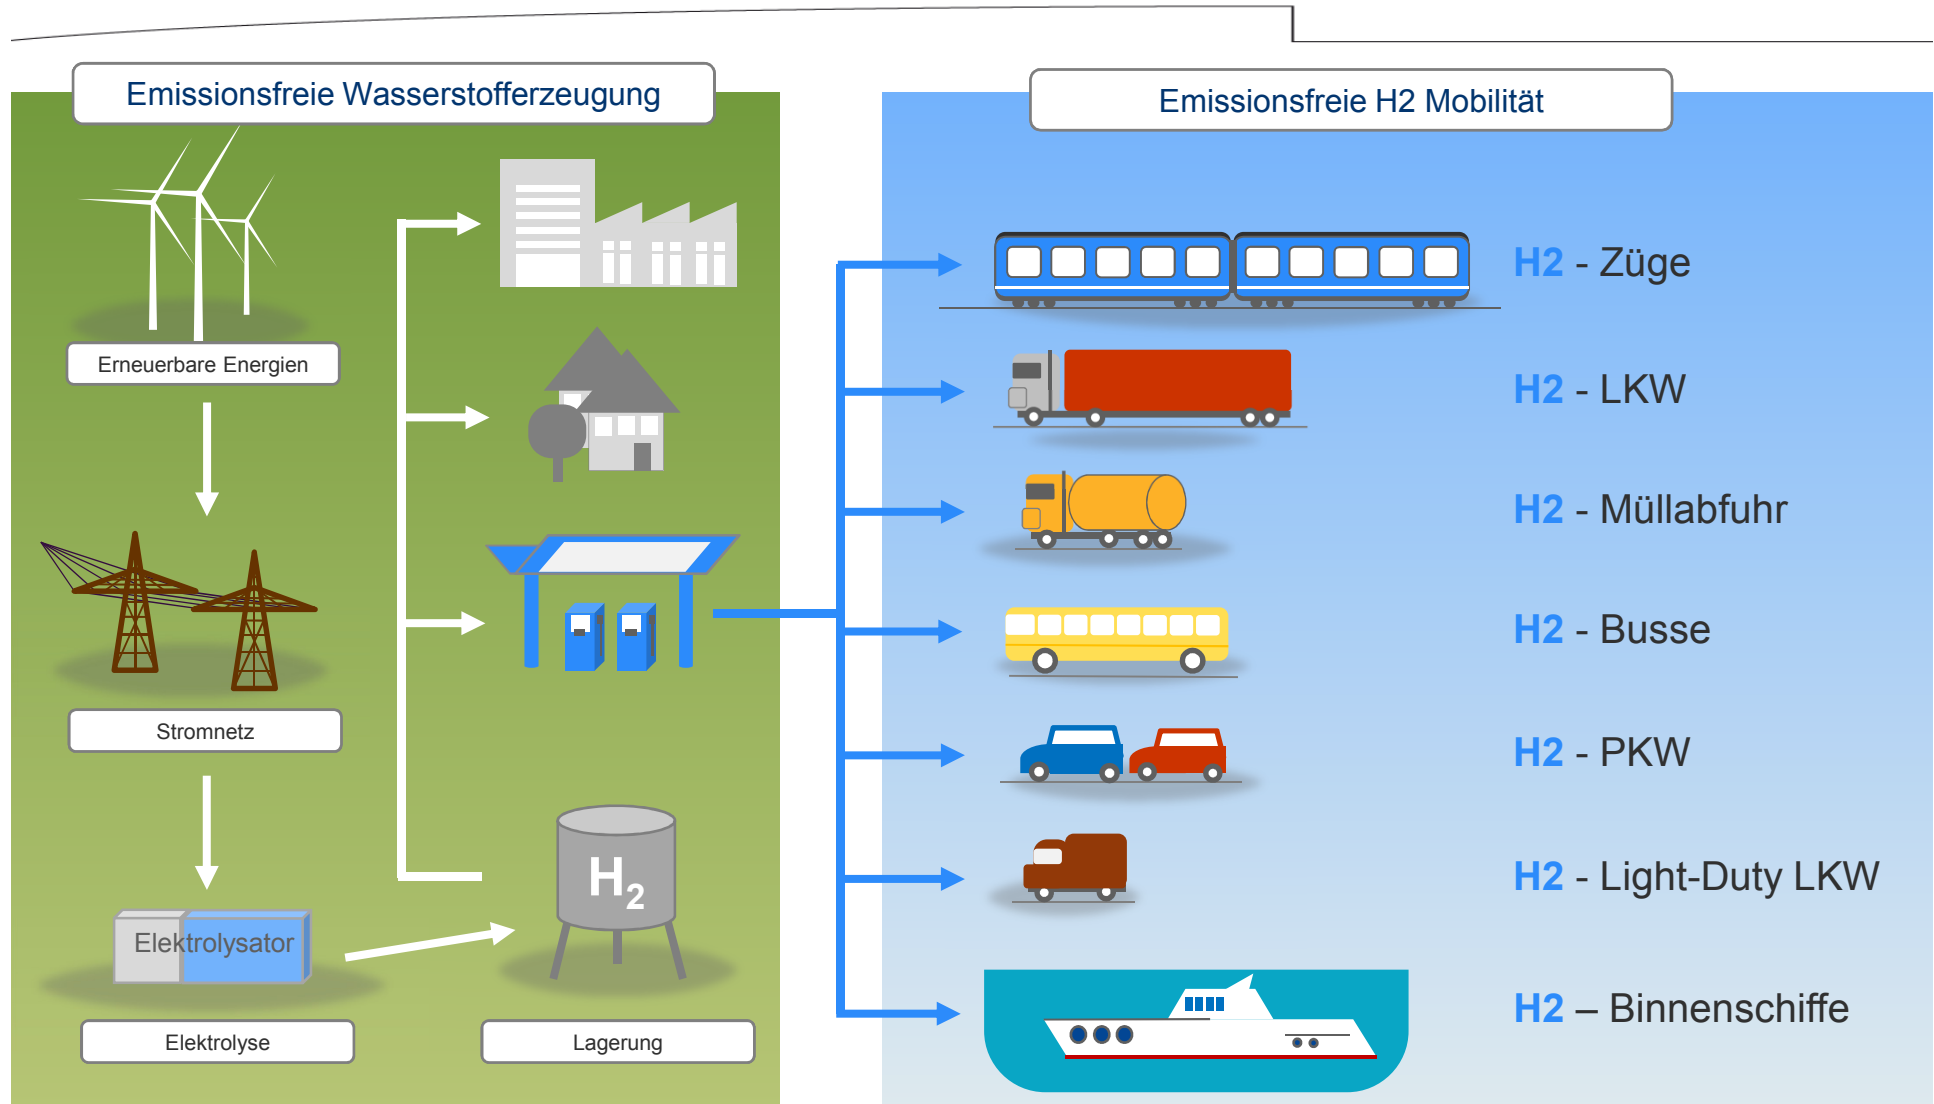 Emissionsfreie Wasserstofferzeugung
Erneuerbare Energien
Stromnetz
Elektrolysator
Elektrolyse
H2
Lagerung
Emissionsfreie H2 Mobilität
H2 - Züge
H2 - LKW
H2 - Müllabfuhr
H2 - Busse
H2 - PKW
H2 - Light-Duty LKW
H2 – Binnenschiffe